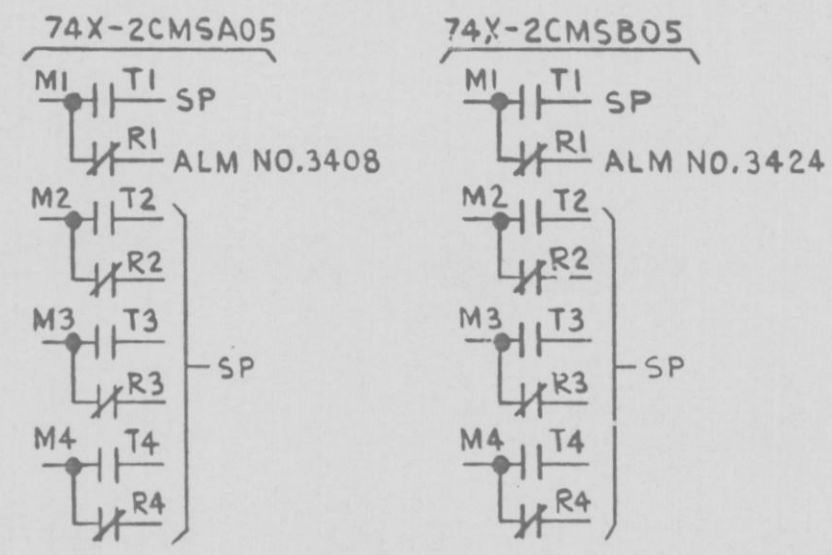 74X-2CMSA05
M1 T1 SP
R1 ALM NO.3408
M2 T2
R2
M3 T3
SP
R3
M4 T4
R4
74X-2CMSB05
M1 T1 SP
R1 ALM NO.3424
M2 T2
R2
M3 T3
SP
R3
M4 T4
R4